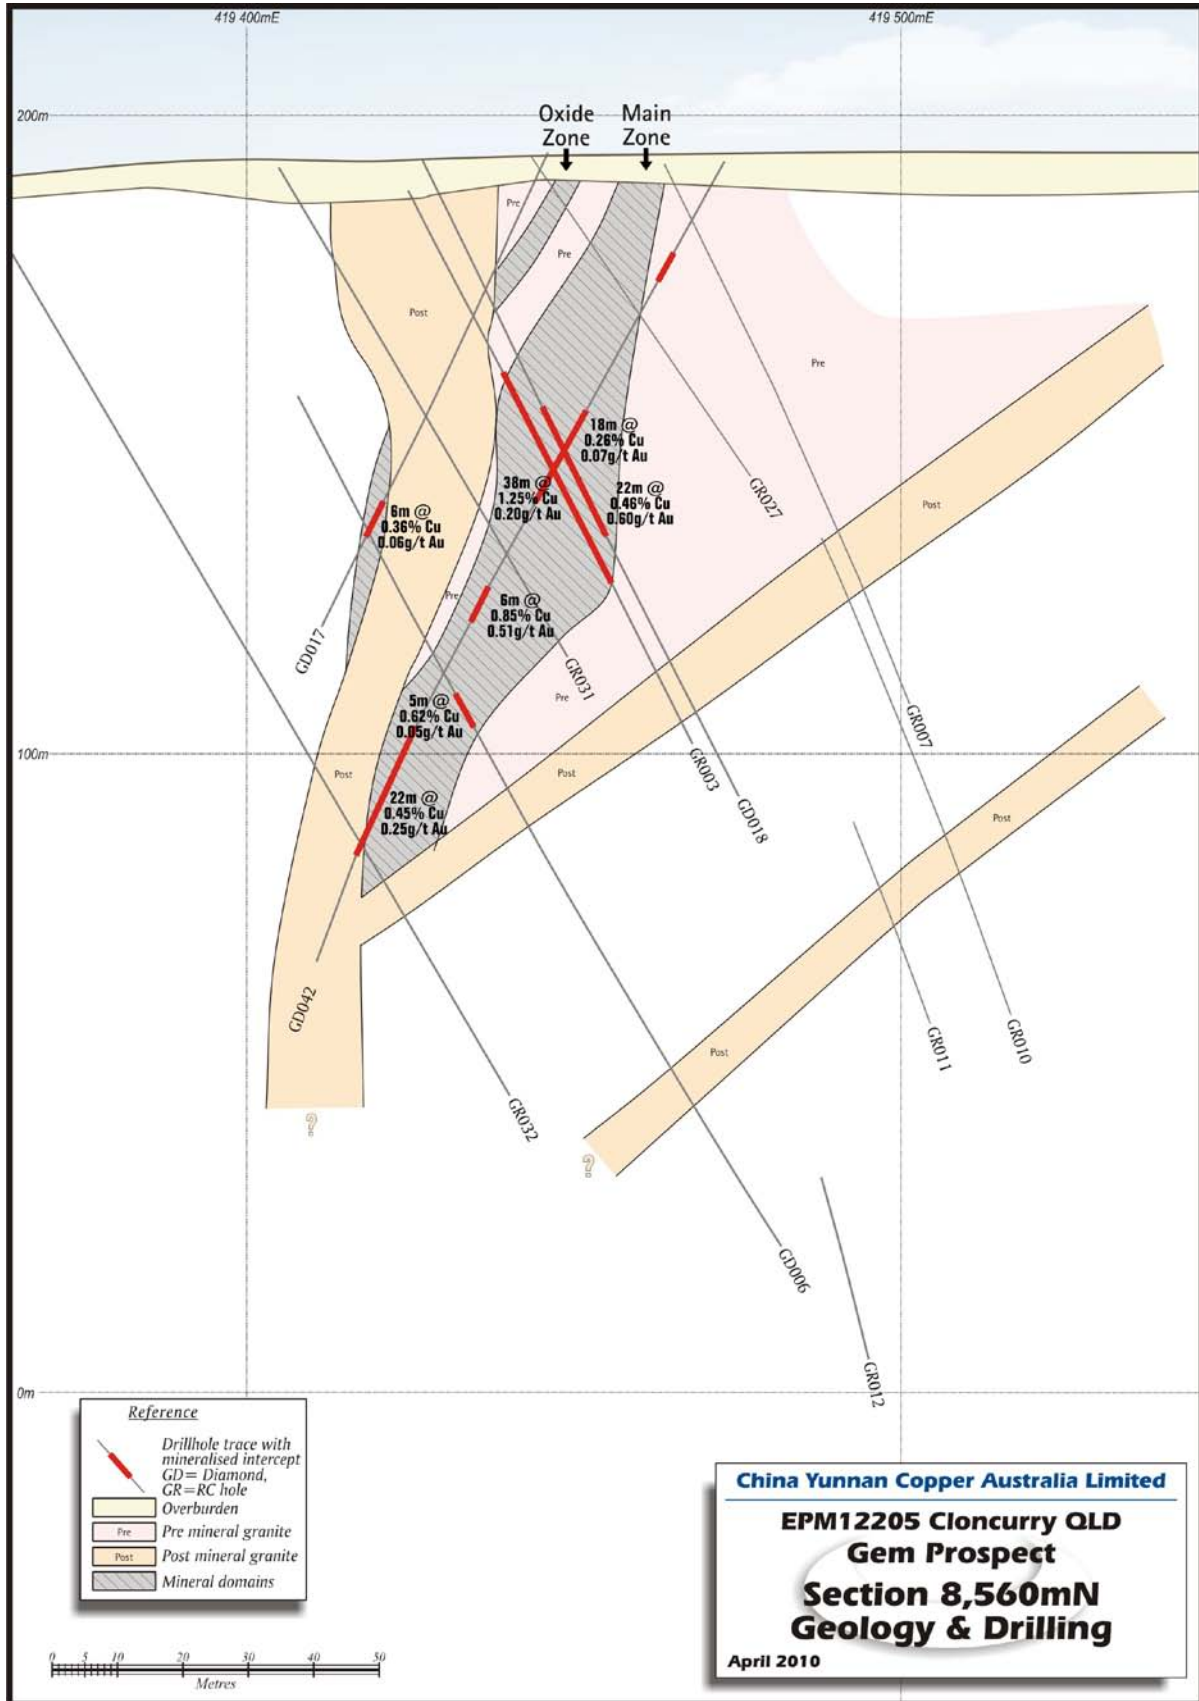 419 400mE
419 500mE
200m
Oxide
Zone
Main
Zone
Pre
Pre
Post
Pre
18m @
0.26% Cu
0.07g/t Au
38m @
1.25% Cu
0.20g/t Au
22m @
0.46% Cu
0.60g/t Au
GR027
Post
6m @
0.36% Cu
0.06g/t Au
Pre
6m @
0.85% Cu
0.51g/t Au
GD017
GR031
Pre
5m @
0.62% Cu
0.05g/t Au
GR007
100m
Post
Post
GR003
GD018
22m @
0.45% Cu
0.25g/t Au
Post
GD042
GR011
GR010
Post
GR032
?
?
GD006
GR012
0m
Reference
Drillhole trace with
mineralised intercept
GD= Diamond,
GR=RC hole
Overburden
Pre
Pre mineral granite
Post
Post mineral granite
Mineral domains
0 5 10 20 30 40 50
Metres
China Yunnan Copper Australia Limited
EPM12205 Cloncurry QLD
Gem Prospect
Section 8,560mN
Geology & Drilling
April 2010